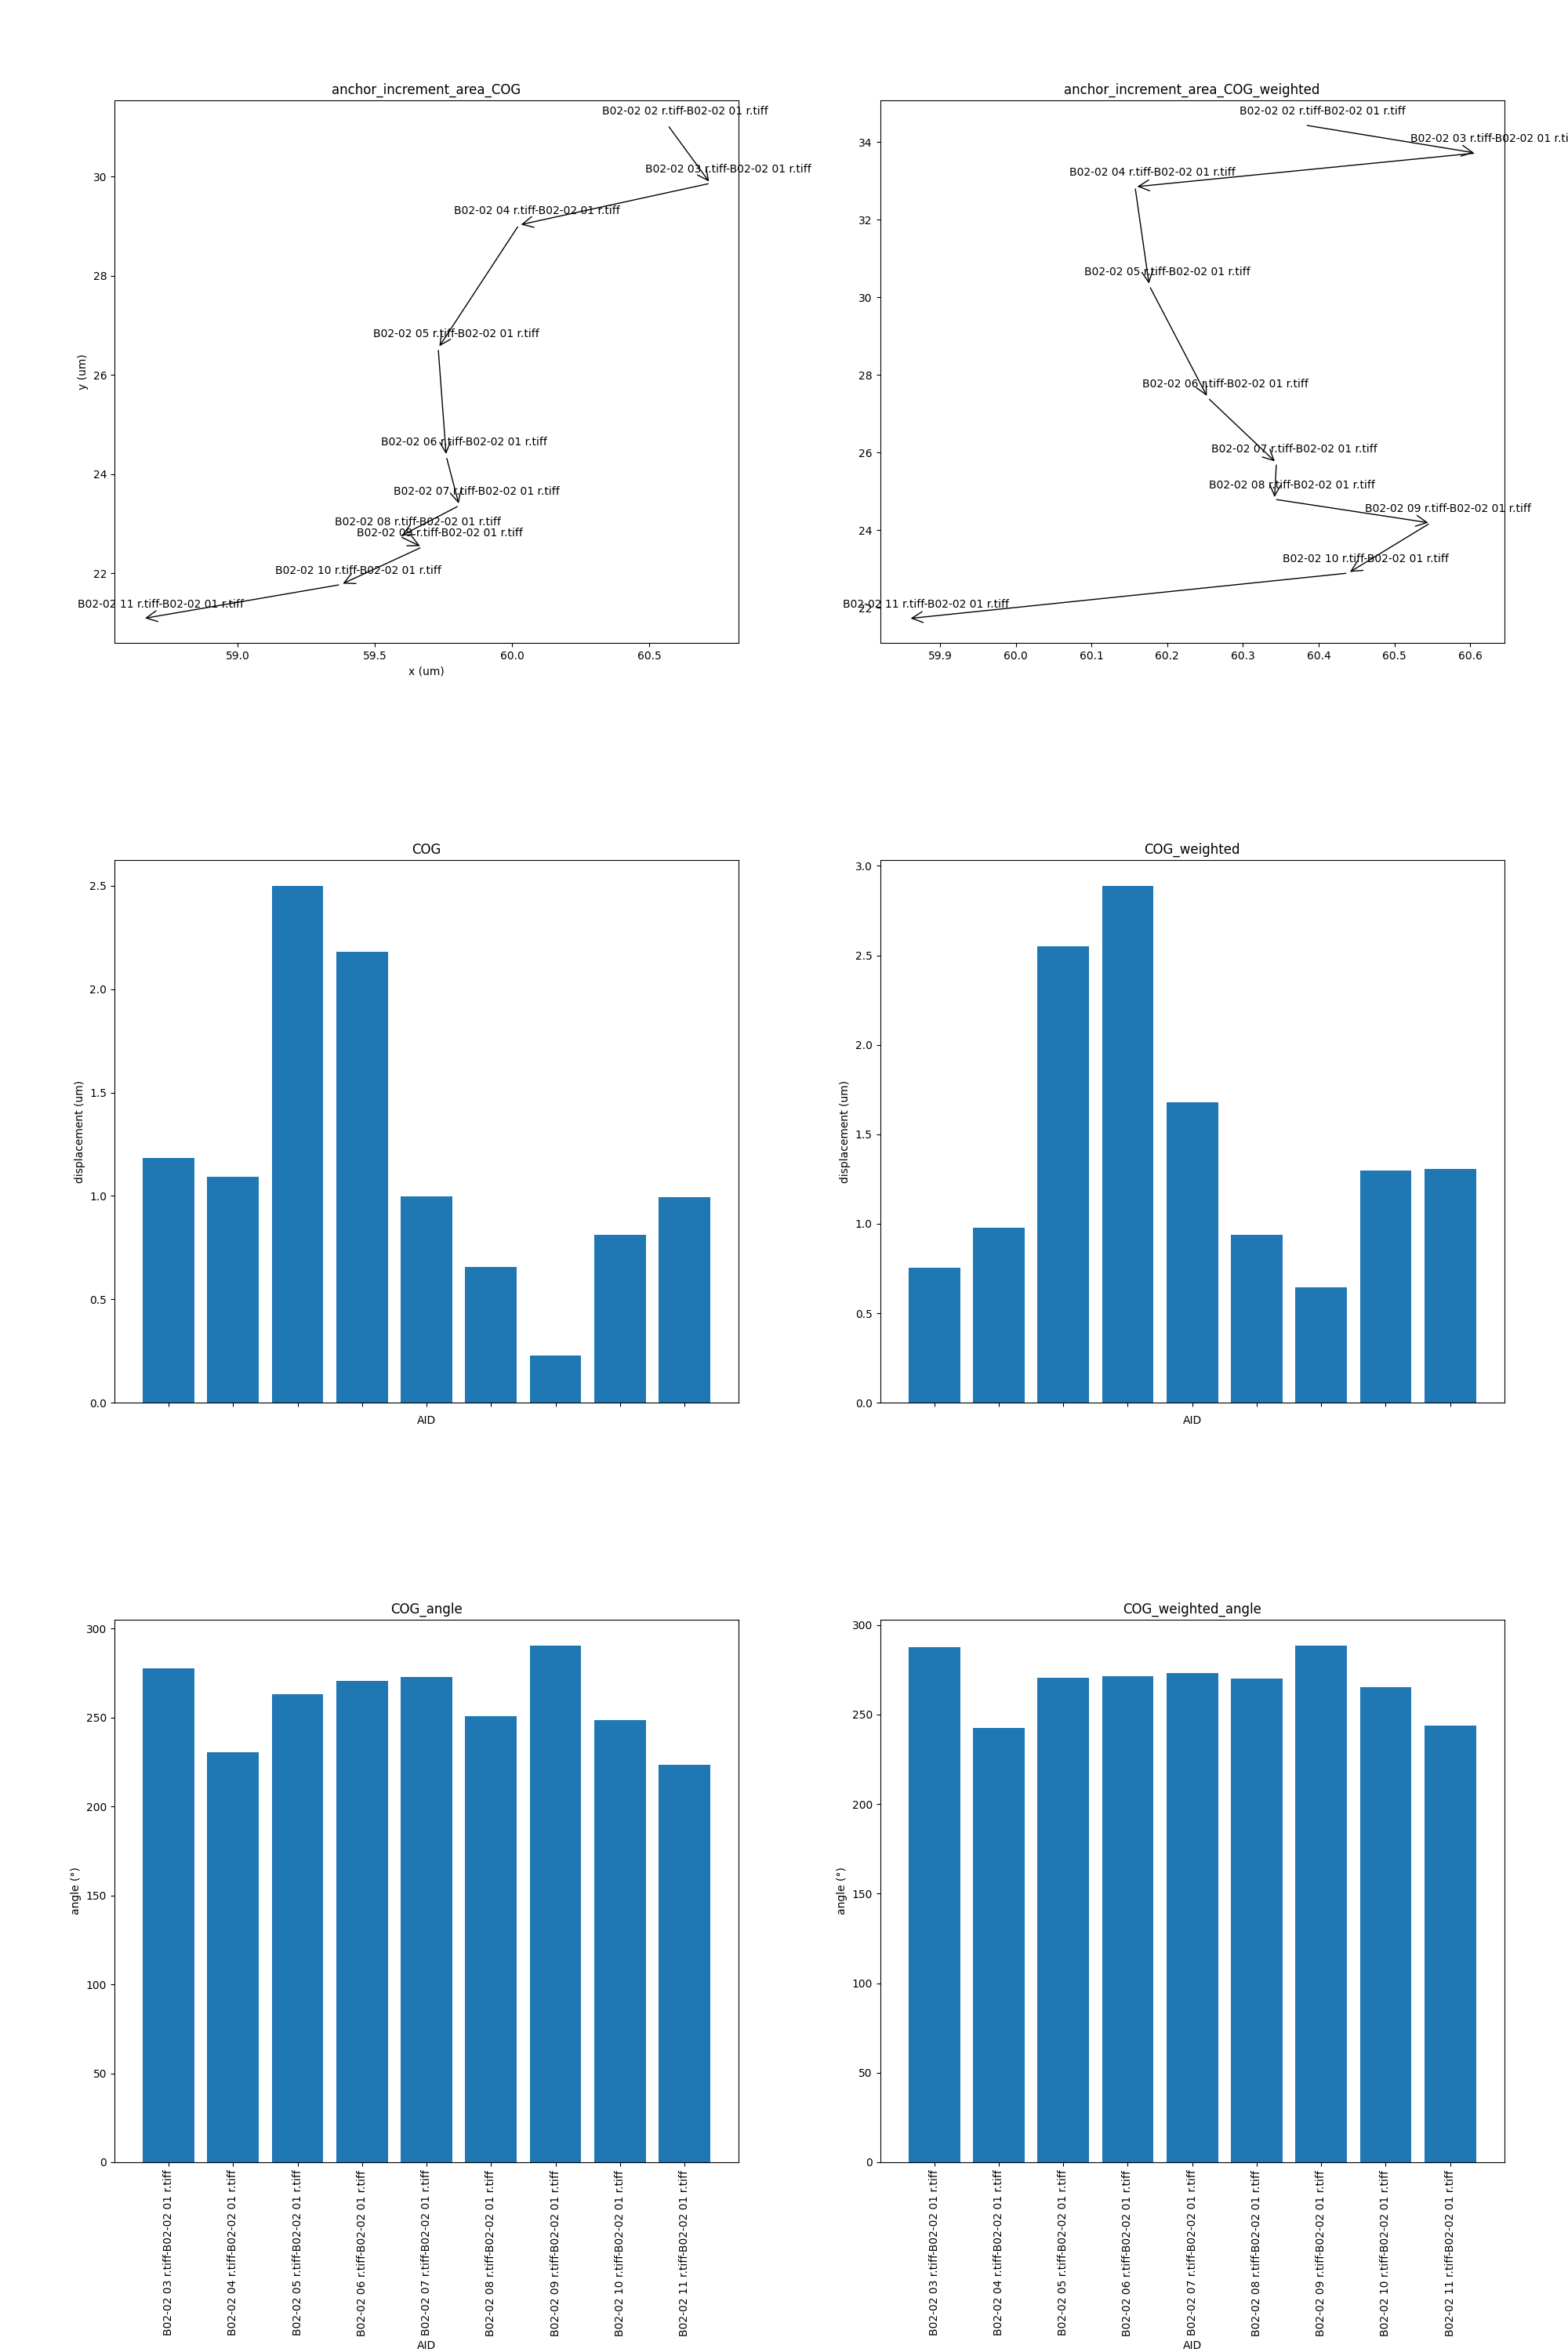 anchor_increment_area_COG
B02-02 02 r.tiff-B02-02 01 r.tiff
B02-02 03 r.tiff-B02-02 01 r.tiff
B02-02 04 r.tiff-B02-02 01 r.tiff
B02-02 05 r.tiff-B02-02 01 r.tiff
B02-02 06 r.tiff-B02-02 01 r.tiff
B02-02 07 r.tiff-B02-02 01 r.tiff
B02-02 08 r.tiff-B02-02 01 r.tiff
B02-02 09 r.tiff-B02-02 01 r.tiff
B02-02 10 r.tiff-B02-02 01 r.tiff
B02-02 11 r.tiff-B02-02 01 r.tiff
30
28
26
24
22
y (um)
59.0
59.5
60.0
60.5
x (um)
anchor_increment_area_COG_weighted
B02-02 02 r.tiff-B02-02 01 r.tiff
B02-02 03 r.tiff-B02-02 01 r.ti
B02-02 04 r.tiff-B02-02 01 r.tiff
B02-02 05 r.tiff-B02-02 01 r.tiff
B02-02 06 r.tiff-B02-02 01 r.tiff
B02-02 07 r.tiff-B02-02 01 r.tiff
B02-02 08 r.tiff-B02-02 01 r.tiff
B02-02 09 r.tiff-B02-02 01 r.tiff
B02-02 10 r.tiff-B02-02 01 r.tiff
B02-02 11 r.tiff-B02-02 01 r.tiff
34
32
30
28
26
24
22
59.9
60.0
60.1
60.2
60.3
60.4
60.5
60.6
COG
2.5
2.0
1.5
1.0
0.5
0.0
displacement (um)
AID
COG_weighted
3.0
2.5
2.0
1.5
1.0
0.5
0.0
displacement (um)
AID
COG_angle
300
250
200
150
100
50
0
angle (°)
B02-02 03 r.tiff-B02-02 01 r.tiff
B02-02 04 r.tiff-B02-02 01 r.tiff
B02-02 05 r.tiff-B02-02 01 r.tiff
B02-02 06 r.tiff-B02-02 01 r.tiff
B02-02 07 r.tiff-B02-02 01 r.tiff
B02-02 08 r.tiff-B02-02 01 r.tiff
B02-02 09 r.tiff-B02-02 01 r.tiff
B02-02 10 r.tiff-B02-02 01 r.tiff
B02-02 11 r.tiff-B02-02 01 r.tiff
AID
COG_weighted_angle
300
250
200
150
100
50
0
angle (°)
B02-02 03 r.tiff-B02-02 01 r.tiff
B02-02 04 r.tiff-B02-02 01 r.tiff
B02-02 05 r.tiff-B02-02 01 r.tiff
B02-02 06 r.tiff-B02-02 01 r.tiff
B02-02 07 r.tiff-B02-02 01 r.tiff
B02-02 08 r.tiff-B02-02 01 r.tiff
B02-02 09 r.tiff-B02-02 01 r.tiff
B02-02 10 r.tiff-B02-02 01 r.tiff
B02-02 11 r.tiff-B02-02 01 r.tiff
AID